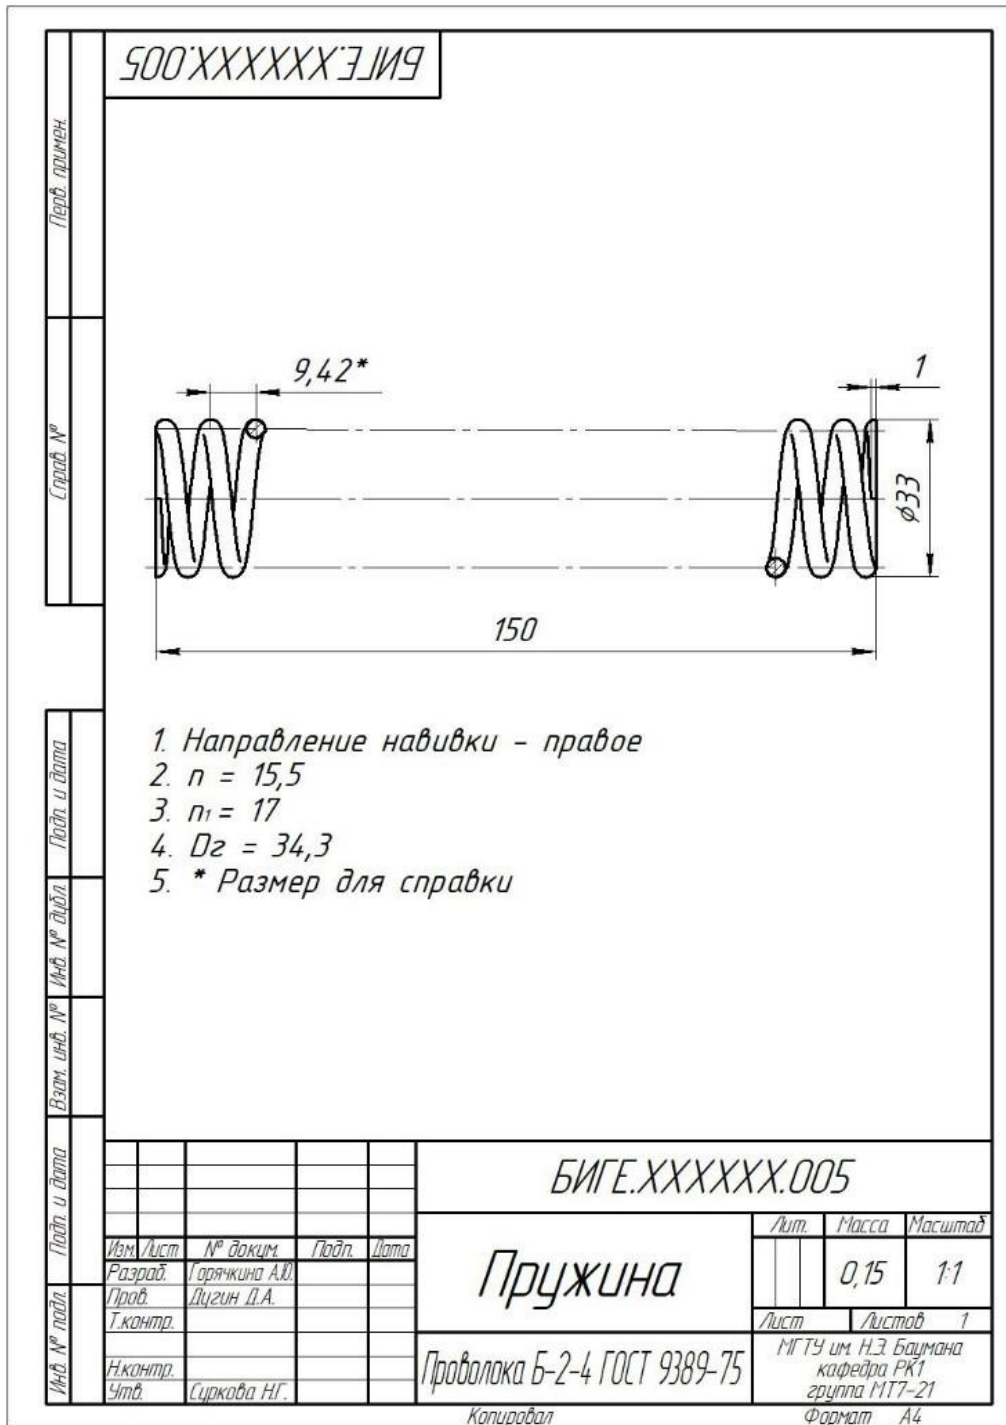 БИГЕ.XXXXXX.005
Перв. примен.
Справ. №
9,42*
1
ϕ33
150
1. Направление навивки - правое
2. n = 15,5
3. n₁ = 17
4. Dг = 34,3
5. * Размер для справки
Подп. и дата
Инв. № дубл.
Взам. инв. №
Подп. и дата
Инв. № подл.
БИГЕ.XXXXXX.005
Изм. Лист № докум. Подп. Дата
Разраб. Горячкина А.Ю.
Пров. Дугин Д.А.
Т.контр.
Н.контр.
Утв. Суркова Н.Г.
Пружина
Лит. Масса Масштаб
0,15 1:1
Лист Листов 1
Проволока Б-2-4 ГОСТ 9389-75
МГТУ им. Н.Э. Баумана
кафедра РК1
группа МТ7-21
Копировал Формат А4